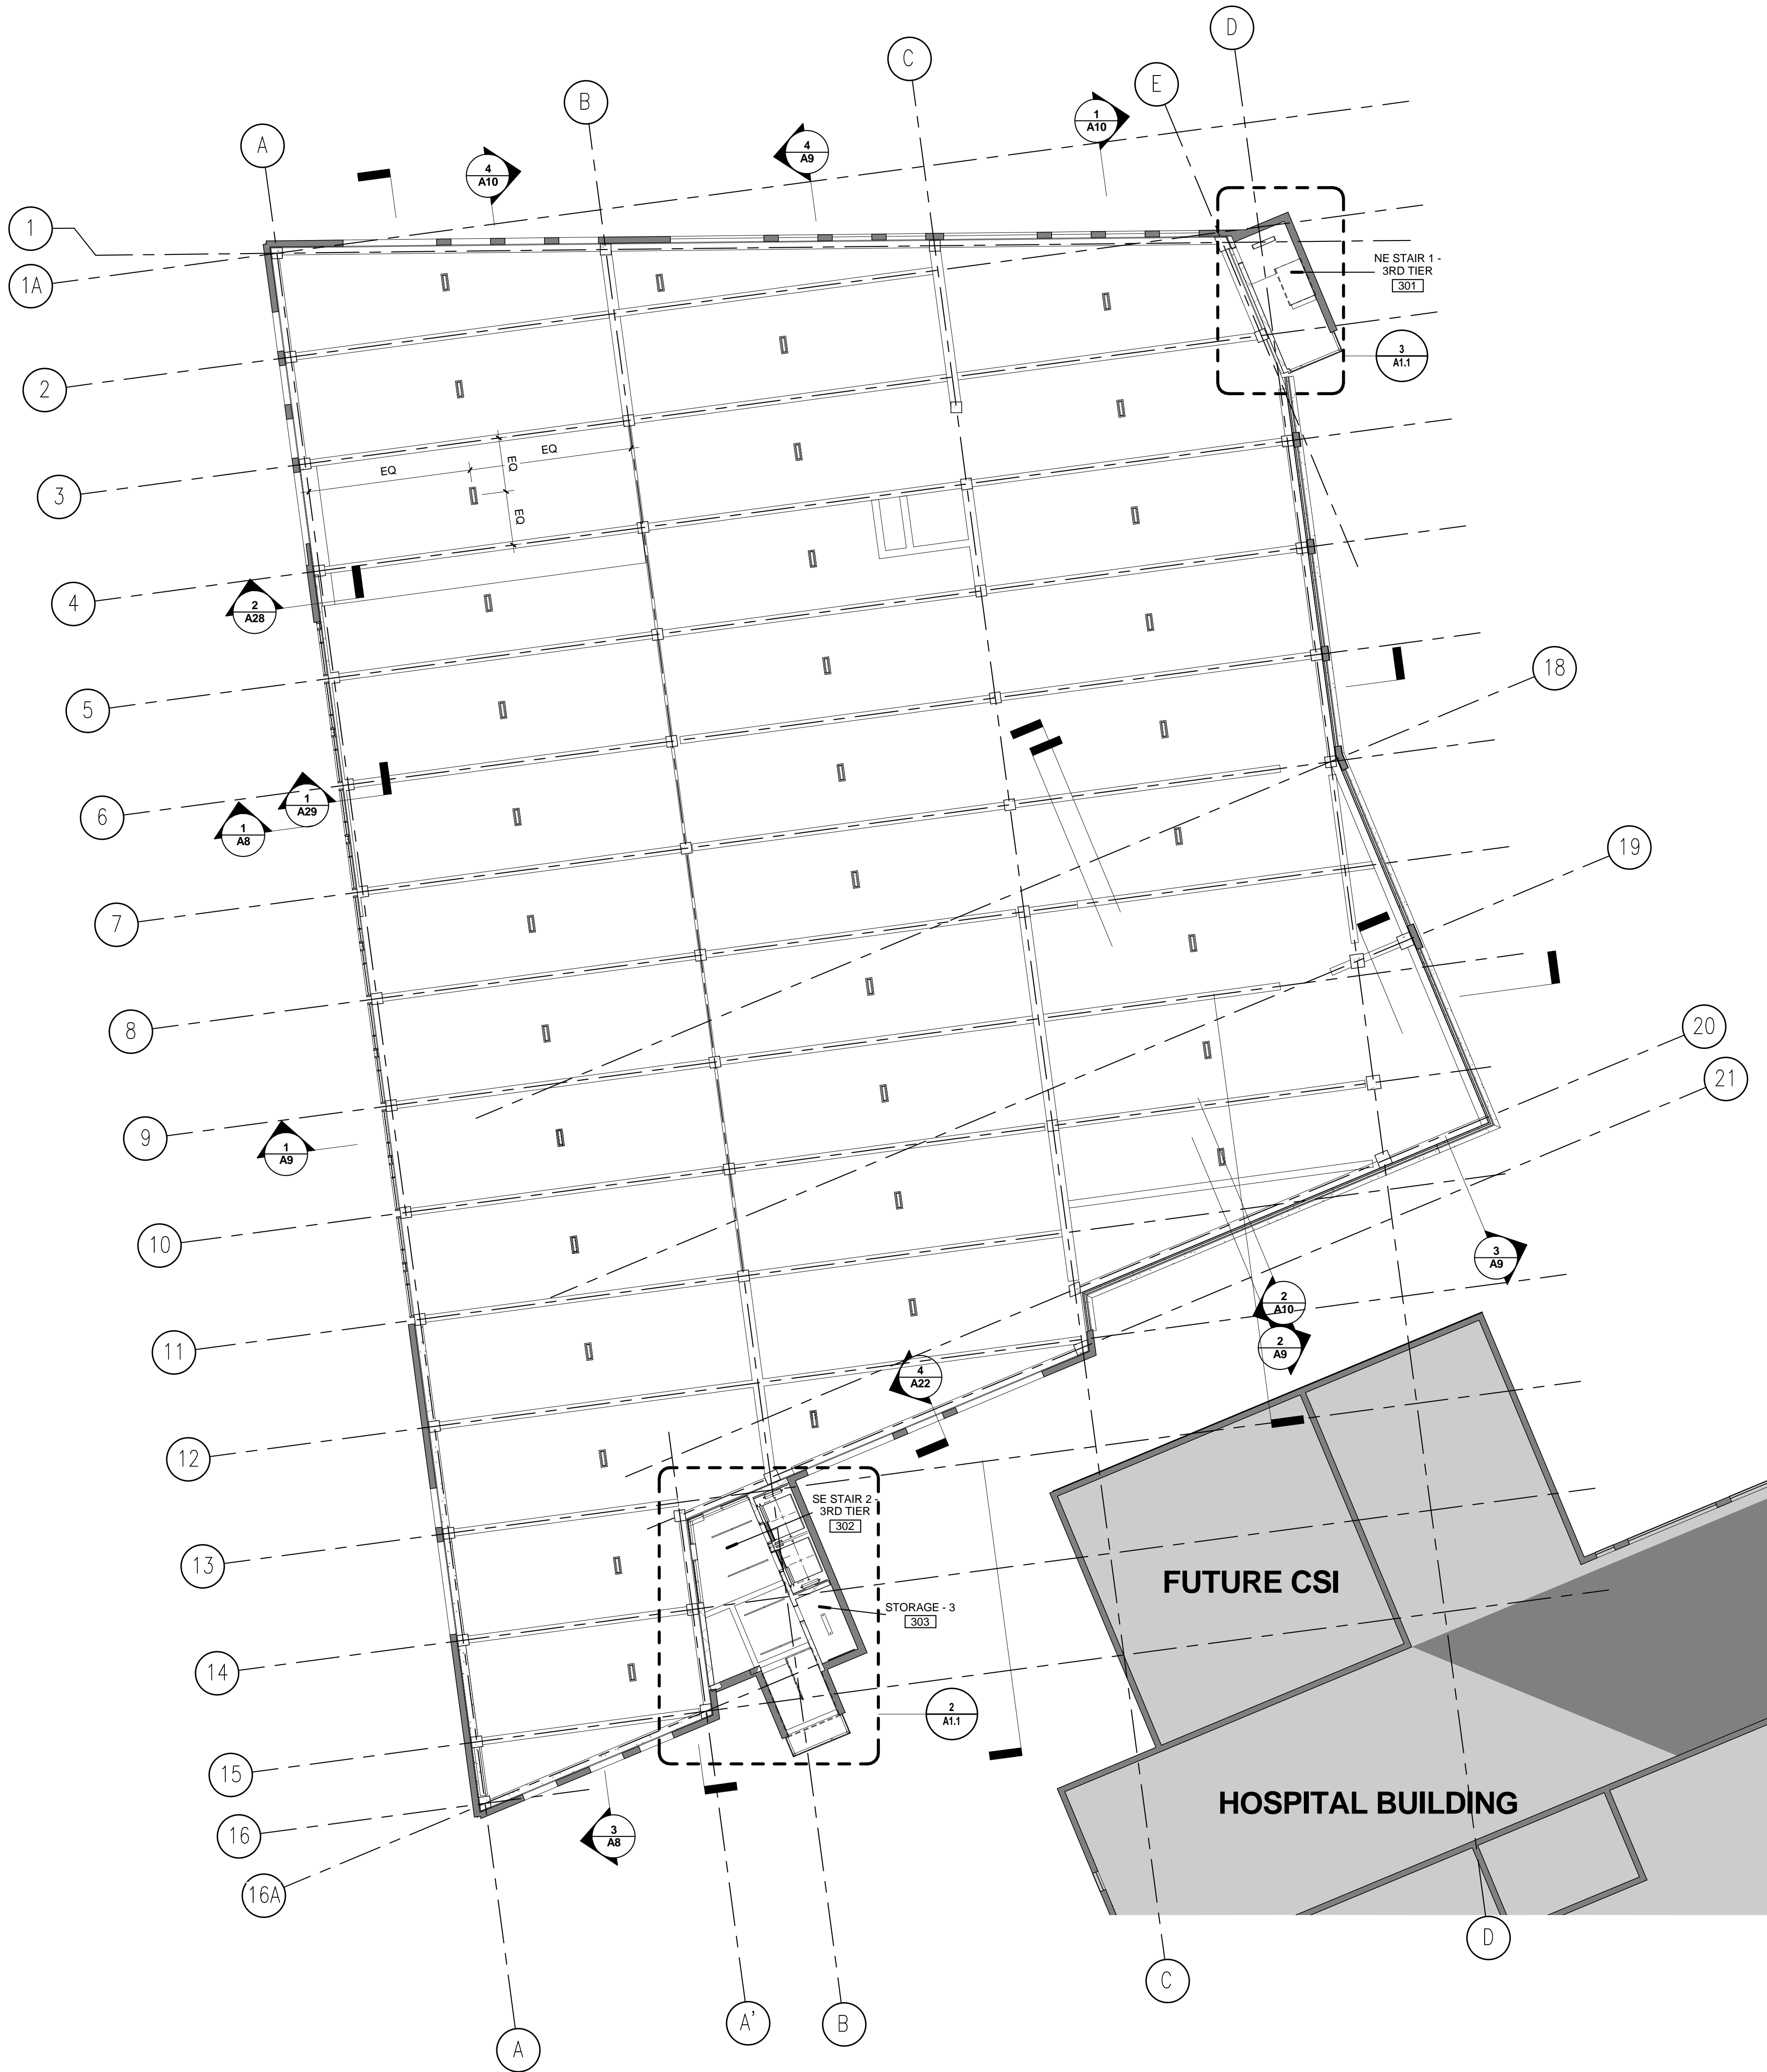 D
C
E
B
1
A10
A
4
A9
4
A10
1
NE STAIR 1 -
3RD TIER
301
1A
3
A1.1
2
EQ
EQ
EQ
EQ
3
4
2
A28
18
5
1
A29
6
1
A8
19
7
8
20
21
9
1
A9
10
3
A9
2
A10
11
2
A9
4
A22
12
SE STAIR 2 -
3RD TIER
302
13
FUTURE CSI
STORAGE - 3
303
14
2
A1.1
15
HOSPITAL BUILDING
16
3
A8
16A
D
C
A'
B
A